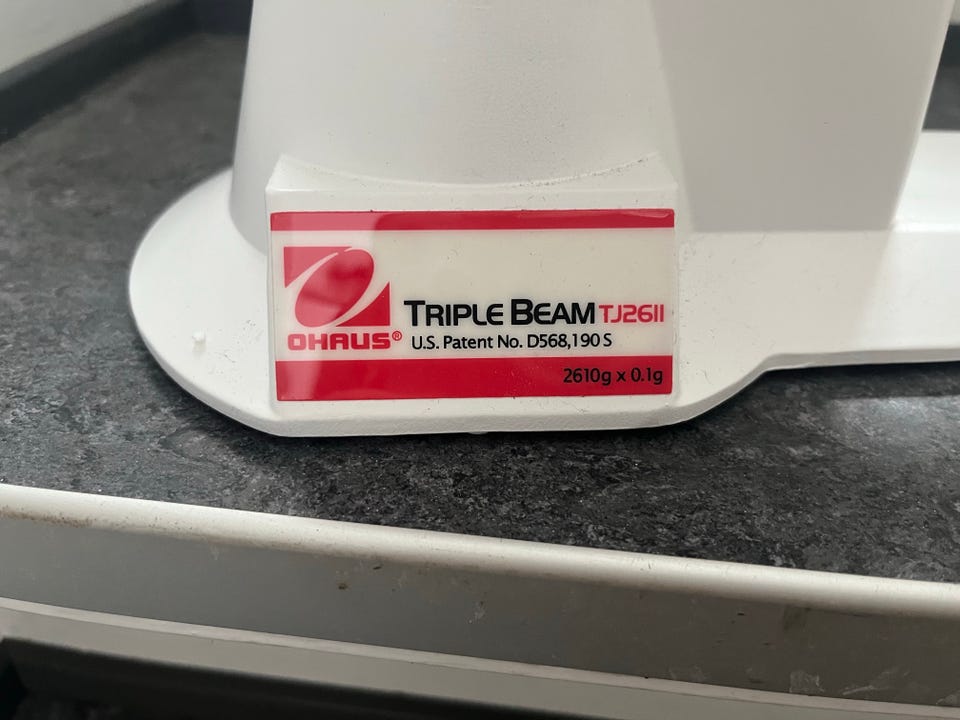 TRIPLE BEAM TJ2611
OHAUS®
U.S. Patent No. D568,190 S
2610g x 0.1g